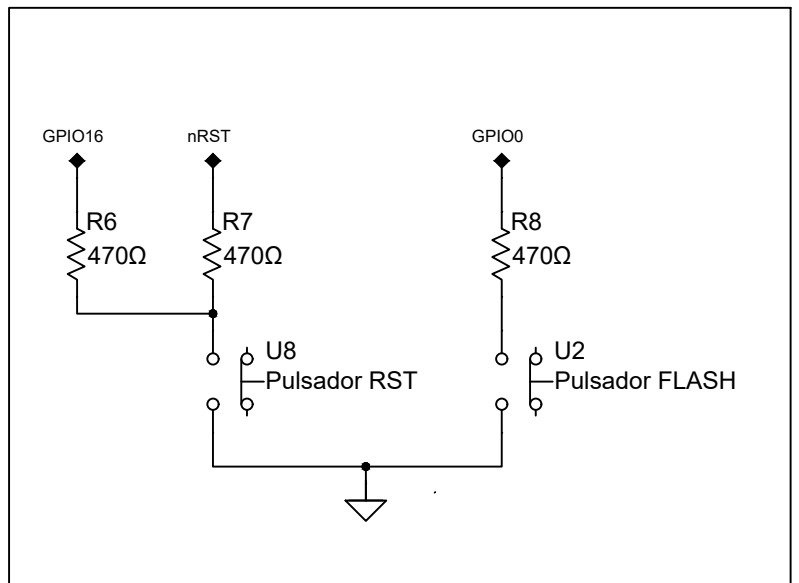 GPIO16
nRST
GPIO0
R6
470Ω
R7
470Ω
R8
470Ω
U8
Pulsador RST
U2
Pulsador FLASH